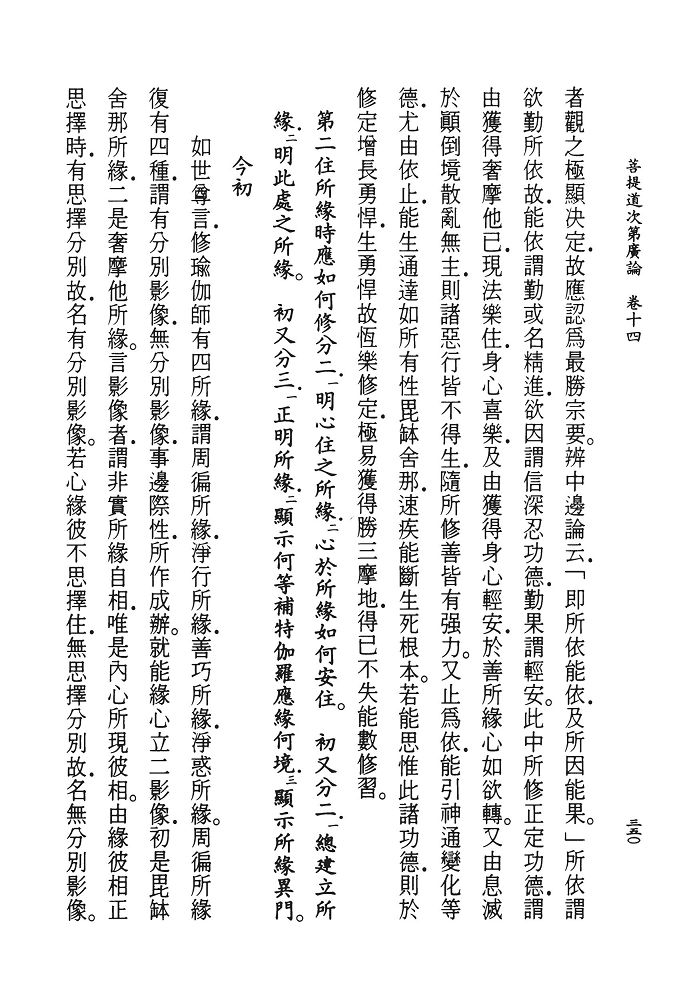 菩提道次第廣論　卷十四
三五〇
者觀之極顯決定．故應認爲最勝宗要。辨中邊論云．「即所依能依．及所因能果。」所依謂
欲勤所依故．能依謂勤或名精進．欲因謂信深忍功德．勤果謂輕安。此中所修正定功德．謂
由獲得奢摩他已．現法樂住．身心喜樂．及由獲得身心輕安．於善所緣心如欲轉。又由息滅
於顚倒境散亂無主．則諸惡行皆不得生．隨所修善皆有强力。又止爲依．能引神通變化等
德．尤由依止．能生通達如所有性毘缽舍那．速疾能斷生死根本。若能思惟此諸功德．則於
修定增長勇悍．生勇悍故恆樂修定．極易獲得勝三摩地．得已不失能數修習。
第二住所緣時應如何修分二．一明心住之所緣．二心於所緣如何安住。　初又分二．一總建立所
緣．二明此處之所緣。　初又分三．一正明所緣．二顯示何等補特伽羅應緣何境．三顯示所緣異門。
今初
如世尊言．修瑜伽師有四所緣．謂周徧所緣．淨行所緣．善巧所緣．淨惑所緣。周徧所緣
復有四種．謂有分別影像．無分別影像．事邊際性．所作成辦。就能緣心立二影像．初是毘缽
舍那所緣．二是奢摩他所緣。言影像者．謂非實所緣自相．唯是內心所現彼相。由緣彼相正
思擇時．有思擇分別故．名有分別影像。若心緣彼不思擇住．無思擇分別故．名無分別影像。